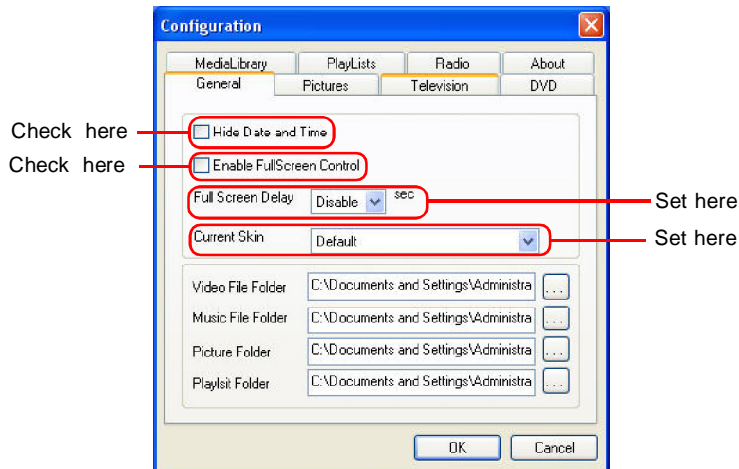 Configuration
MediaLibrary PlayLists Radio About
General Pictures Television DVD
Check here Hide Date and Time
Check here Enable FullScreen Control
Full Screen Delay Disable sec Set here
Current Skin Default Set here
Video File Folder C:\Documents and Settings\Administra ...
Music File Folder C:\Documents and Settings\Administra ...
Picture Folder C:\Documents and Settings\Administra ...
Playlsit Folder C:\Documents and Settings\Administra ...
OK Cancel